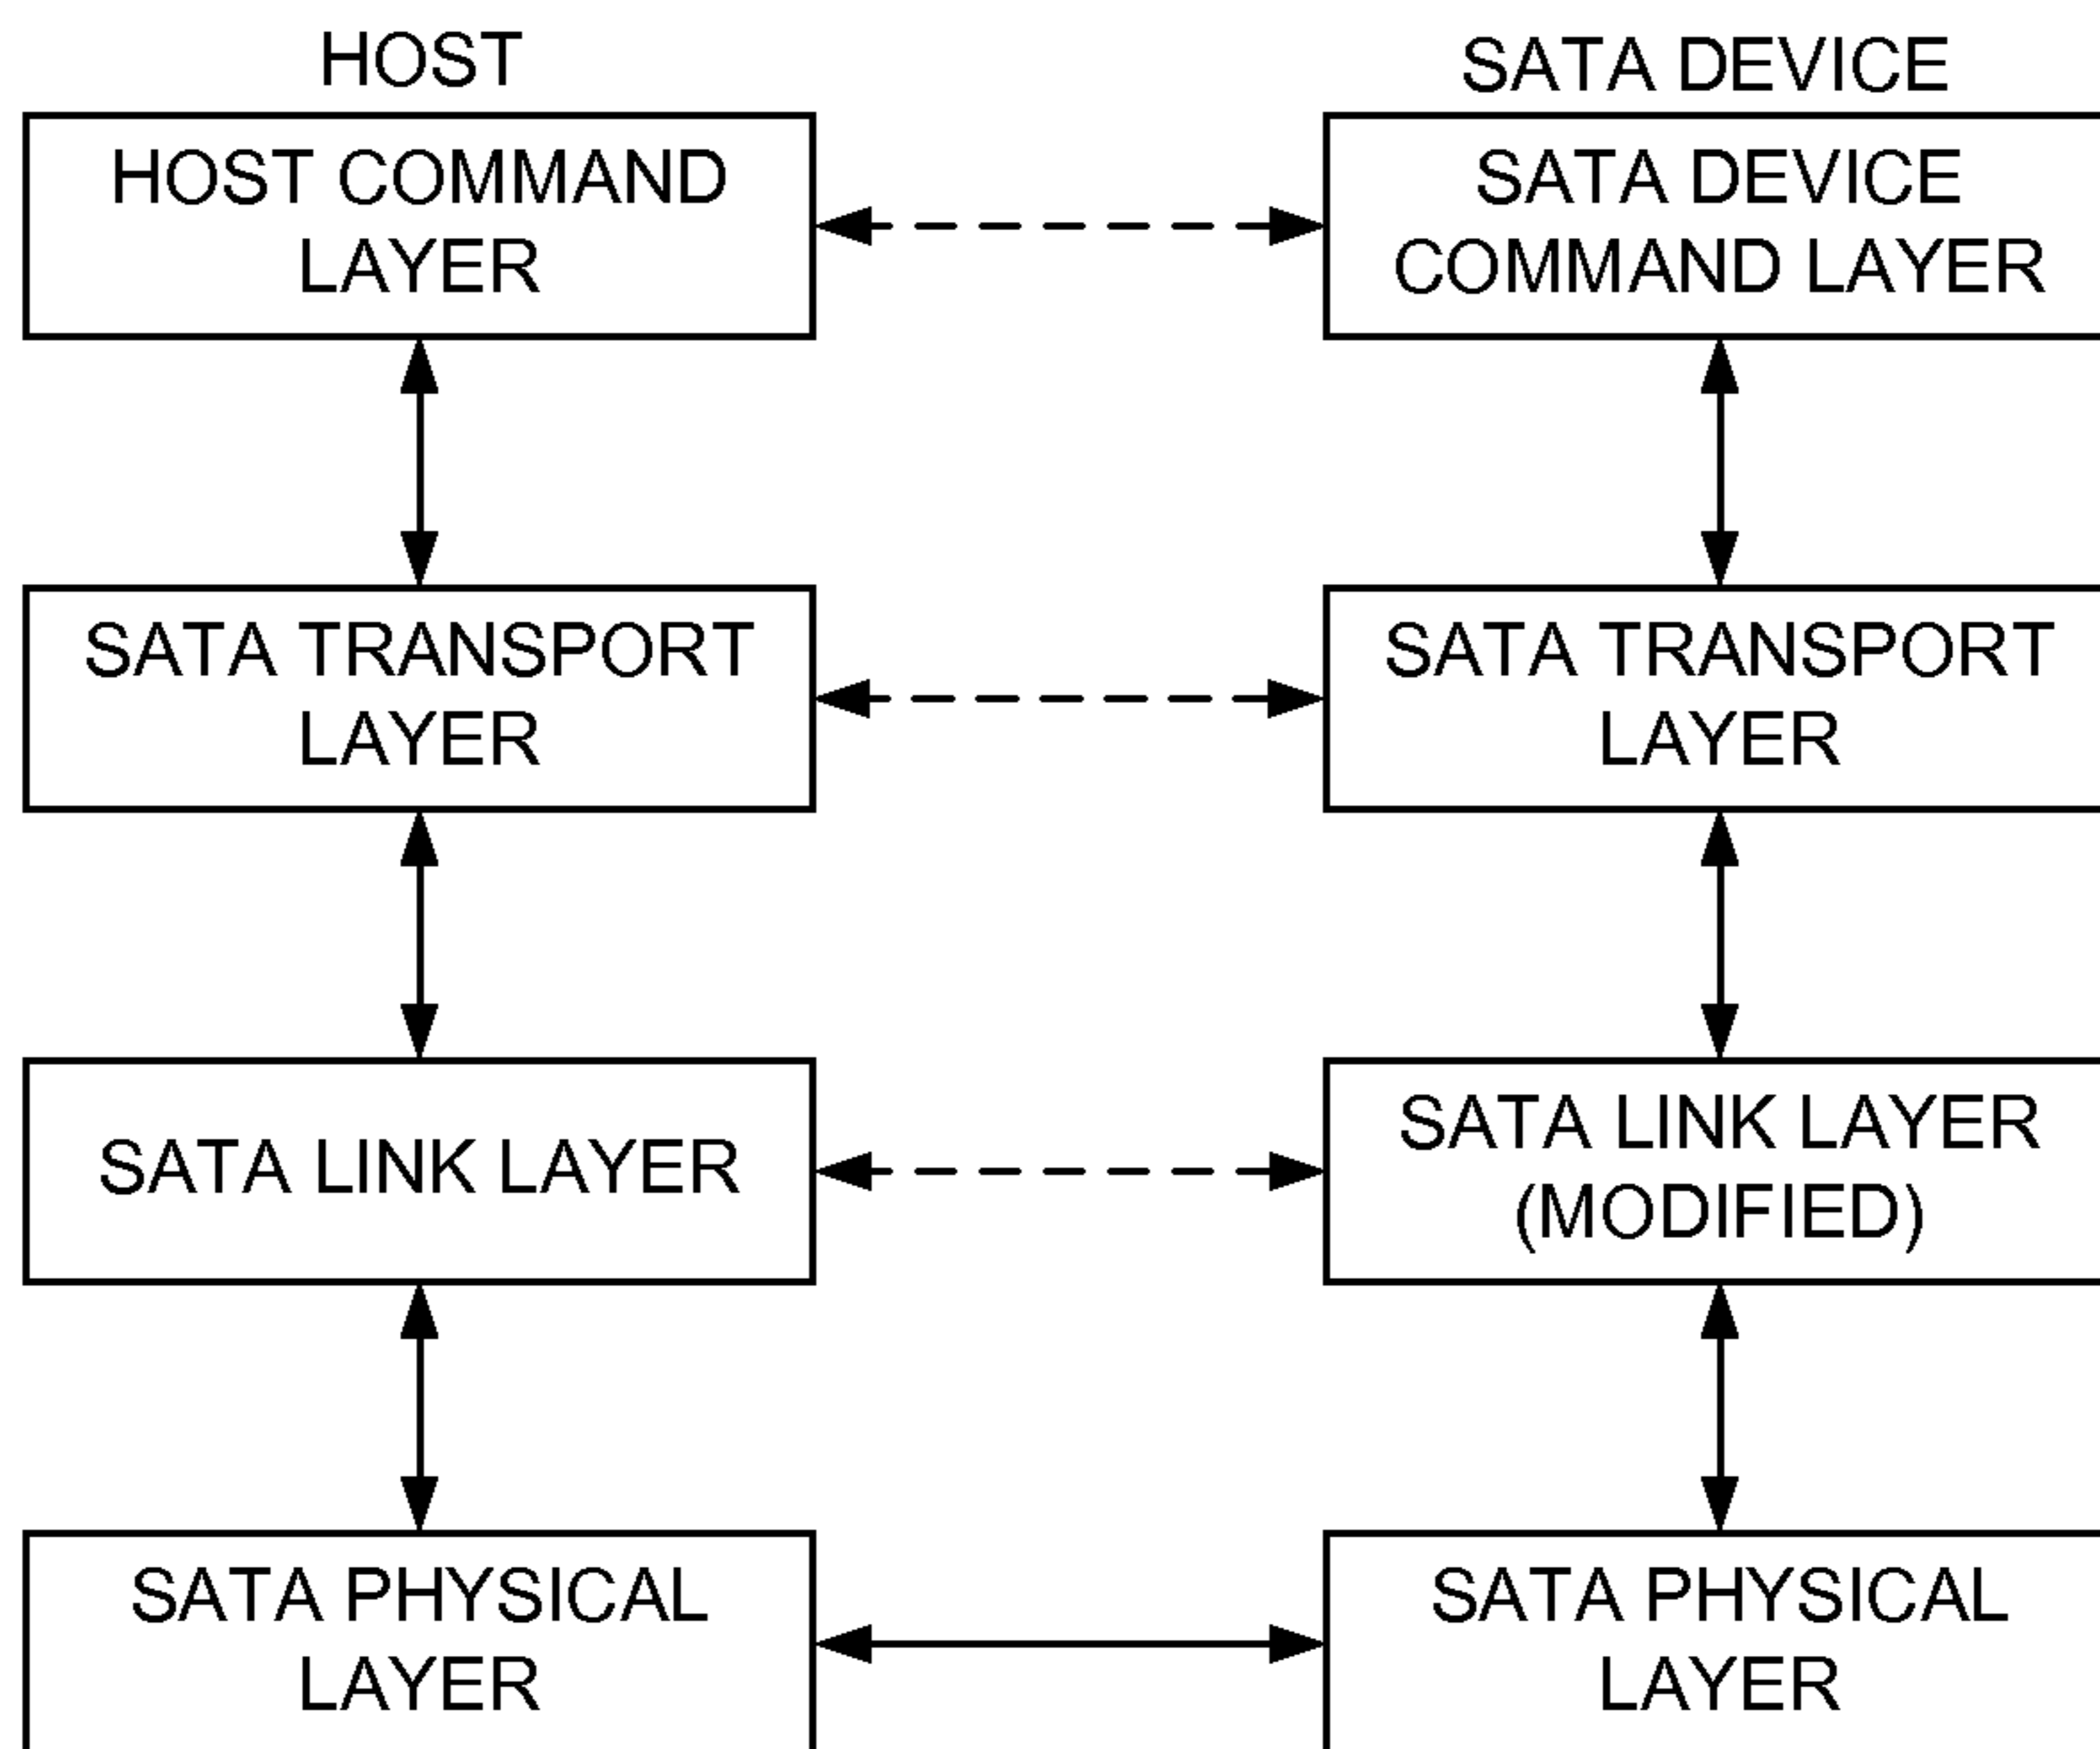 HOST
SATA DEVICE
HOST COMMAND
LAYER
SATA DEVICE
COMMAND LAYER
SATA TRANSPORT
LAYER
SATA TRANSPORT
LAYER
SATA LINK LAYER
SATA LINK LAYER
(MODIFIED)
SATA PHYSICAL
LAYER
SATA PHYSICAL
LAYER